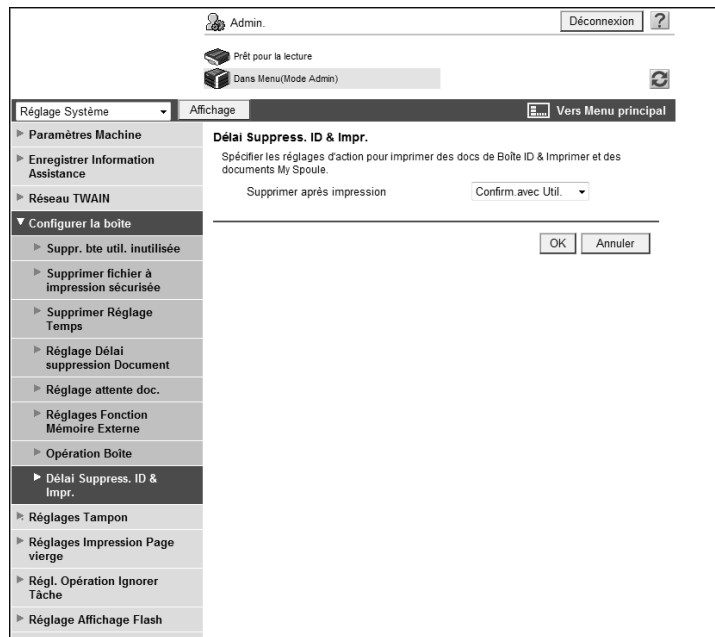 Admin.
Déconnexion
?
Prêt pour la lecture
Dans Menu(Mode Admin)
Réglage Système
Affichage
Vers Menu principal
Paramètres Machine
Enregistrer Information
Assistance
Réseau TWAIN
Configurer la boîte
Suppr. bte util. inutilisée
Supprimer fichier à
impression sécurisée
Supprimer Réglage
Temps
Réglage Délai
suppression Document
Réglage attente doc.
Réglages Fonction
Mémoire Externe
Opération Boîte
Délai Suppress. ID &
Impr.
Réglages Tampon
Réglages Impression Page
vierge
Régl. Opération Ignorer
Tâche
Réglage Affichage Flash
Délai Suppress. ID & Impr.
Spécifier les réglages d'action pour imprimer des docs de Boîte ID & Imprimer et des
documents My Spoule.
Supprimer après impression
Confirm.avec Util.
OK
Annuler